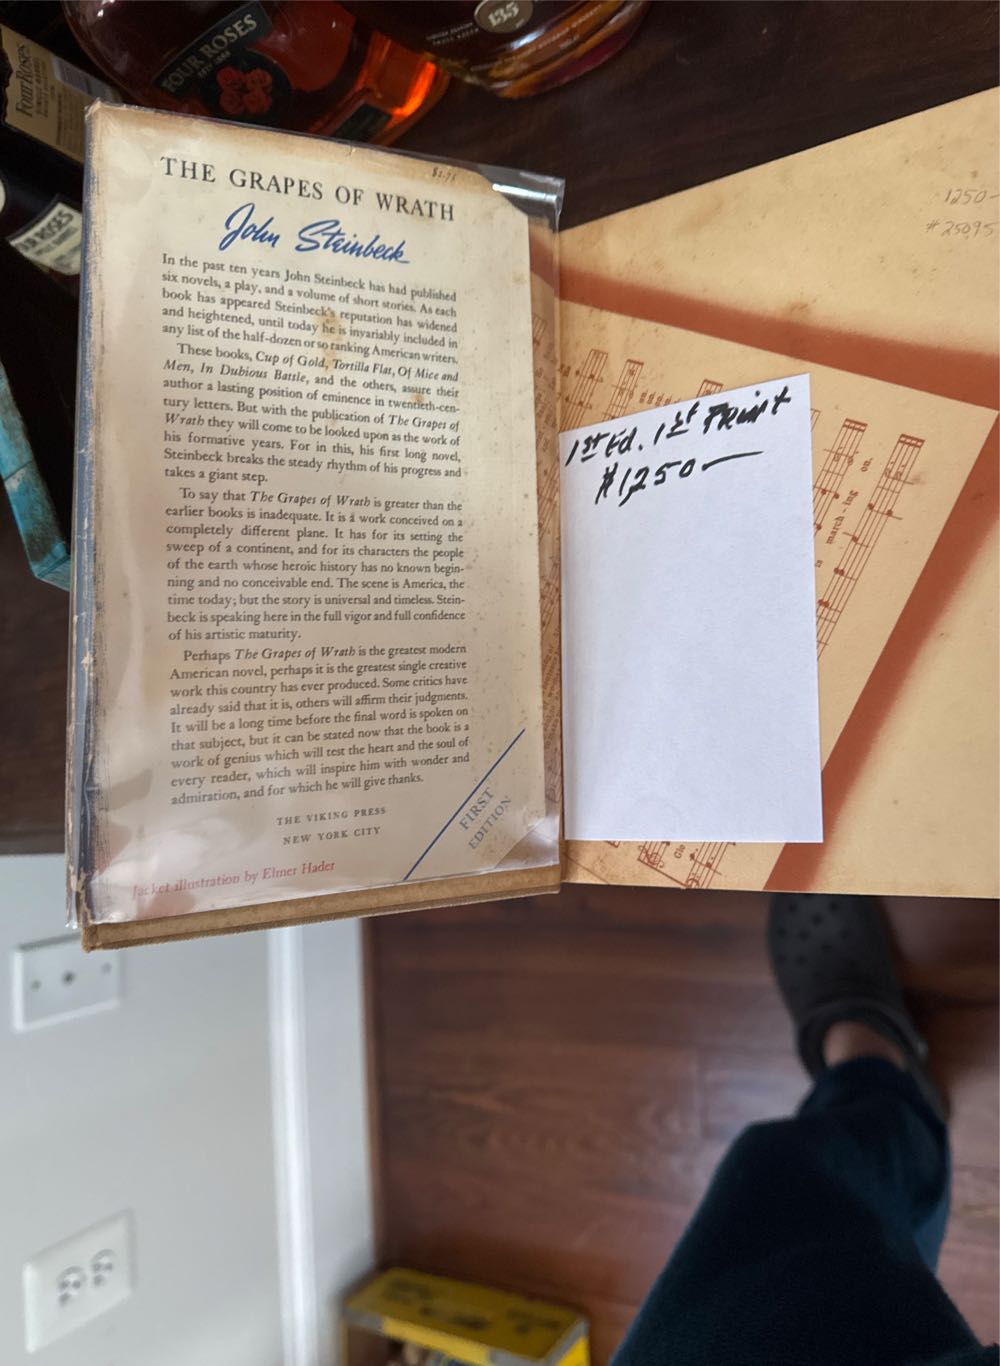 FOUR ROSES
135
Four Roses
SINGLE BARREL
THE GRAPES OF WRATH
John Steinbeck
In the past ten years John Steinbeck has had published
six novels, a play, and a volume of short stories. As each
book has appeared Steinbeck's reputation has widened
and heightened, until today he is invariably included in
any list of the half-dozen or so ranking American writers.
These books, Cup of Gold, Tortilla Flat, Of Mice and
Men, In Dubious Battle, and the others, assure their
author a lasting position of eminence in twentieth-cen-
tury letters. But with the publication of The Grapes of
Wrath they will come to be looked upon as the work of
his formative years. For in this, his first long novel,
Steinbeck breaks the steady rhythm of his progress and
takes a giant step.
To say that The Grapes of Wrath is greater than the
earlier books is inadequate. It is a work conceived on a
completely different plane. It has for its setting the
sweep of a continent, and for its characters the people
of the earth whose heroic history has no known begin-
ning and no conceivable end. The scene is America, the
time today; but the story is universal and timeless. Stein-
beck is speaking here in the full vigor and full confidence
of his artistic maturity.
Perhaps The Grapes of Wrath is the greatest modern
American novel, perhaps it is the greatest single creative
work this country has ever produced. Some critics have
already said that it is, others will affirm their judgments.
It will be a long time before the final word is spoken on
that subject, but it can be stated now that the book is a
work of genius which will test the heart and the soul of
every reader, which will inspire him with wonder and
admiration, and for which he will give thanks.
THE VIKING PRESS
NEW YORK CITY
Jacket illustration by Elmer Hader
FIRST
EDITION
1250-
#25095
1st Ed. 1st Print
$1250—
march - ing on.